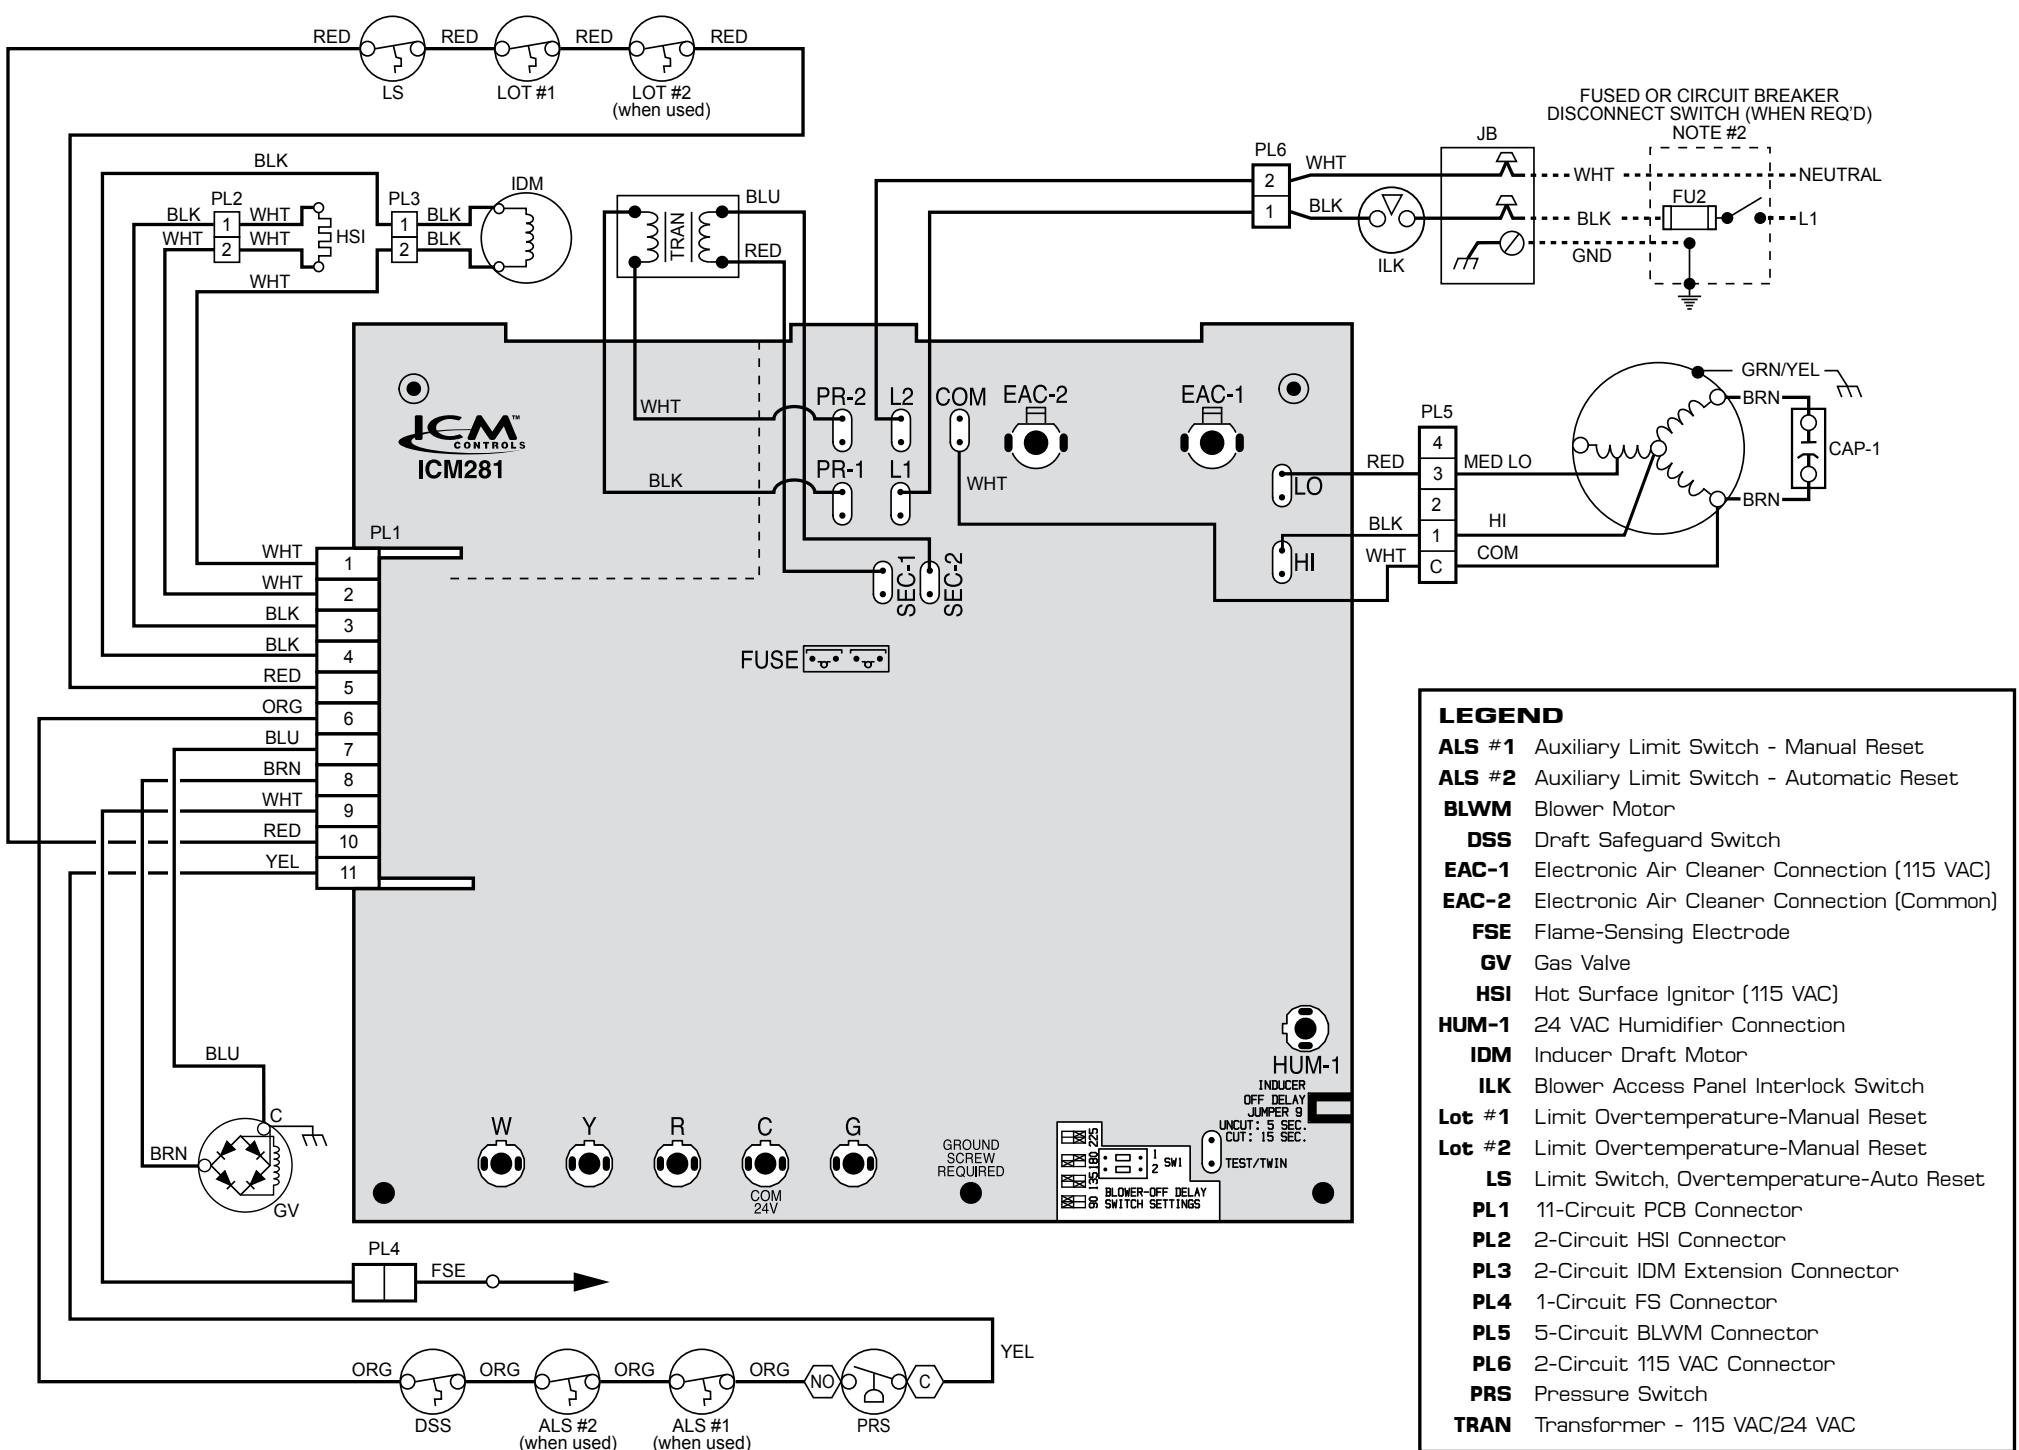 RED RED RED RED
LS LOT #1 LOT #2
(when used)
FUSED OR CIRCUIT BREAKER
DISCONNECT SWITCH (WHEN REQ'D)
NOTE #2
JB
PL6
WHT
2
1
BLK
ILK
WHT
NEUTRAL
FU2
BLK
L1
GND
BLK
PL2
BLK 1 WHT
WHT 2 WHT
HSI
PL3
1 BLK
2 BLK
IDM
WHT
TRAN
BLU
RED
ICM™
CONTROLS
ICM281
WHT
BLK
PR-2 L2 COM EAC-2 EAC-1
PR-1 L1
WHT
SEC-1
SEC-2
LO
HI
FUSE
GRN/YEL
BRN
CAP-1
BRN
PL5
4
RED 3 MED LO
2
BLK 1 HI
WHT C COM
PL1
WHT 1
WHT 2
BLK 3
BLK 4
RED 5
ORG 6
BLU 7
BRN 8
WHT 9
RED 10
YEL 11
BLU
C
BRN
GV
W Y R C G
COM
24V
GROUND
SCREW
REQUIRED
HUM-1
INDUCER
OFF DELAY
JUMPER 9
UNCUT: 5 SEC.
CUT: 15 SEC.
TEST/TWIN
225
180
135
90
1
2
SW1
BLOWER-OFF DELAY
SWITCH SETTINGS
PL4
FSE
YEL
ORG ORG ORG ORG NO C
DSS ALS #2 ALS #1 PRS
(when used) (when used)
LEGEND
ALS #1 Auxiliary Limit Switch - Manual Reset
ALS #2 Auxiliary Limit Switch - Automatic Reset
BLWM Blower Motor
DSS Draft Safeguard Switch
EAC-1 Electronic Air Cleaner Connection (115 VAC)
EAC-2 Electronic Air Cleaner Connection (Common)
FSE Flame-Sensing Electrode
GV Gas Valve
HSI Hot Surface Ignitor (115 VAC)
HUM-1 24 VAC Humidifier Connection
IDM Inducer Draft Motor
ILK Blower Access Panel Interlock Switch
Lot #1 Limit Overtemperature-Manual Reset
Lot #2 Limit Overtemperature-Manual Reset
LS Limit Switch, Overtemperature-Auto Reset
PL1 11-Circuit PCB Connector
PL2 2-Circuit HSI Connector
PL3 2-Circuit IDM Extension Connector
PL4 1-Circuit FS Connector
PL5 5-Circuit BLWM Connector
PL6 2-Circuit 115 VAC Connector
PRS Pressure Switch
TRAN Transformer - 115 VAC/24 VAC